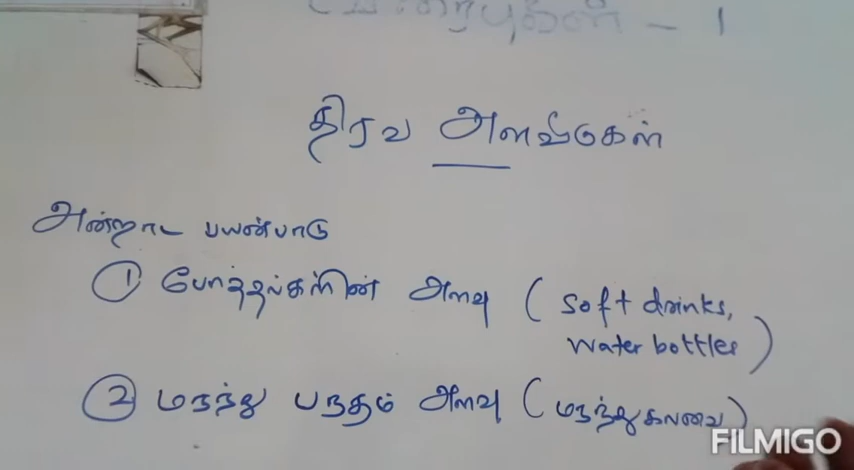 திரவ அளவீடுகள்
அன்றாட பயன்பாடு
① போத்தல்களின் அளவு ( Soft drinks,
Water bottles )
② மருந்து அளவு ( மருந்துகலவை )
FILMIGO